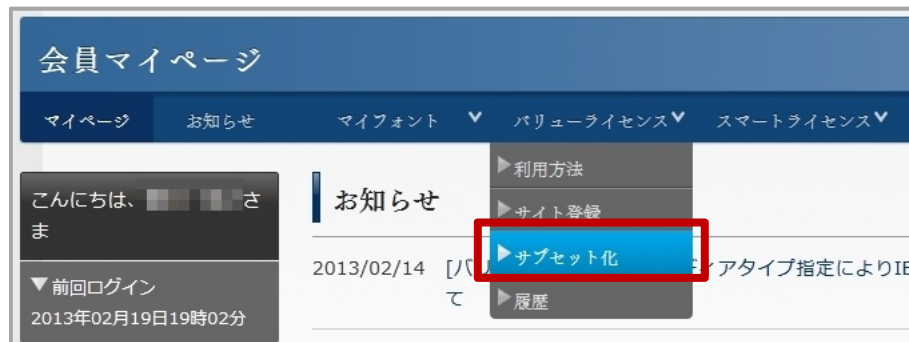 会員マイページ
マイページ お知らせ マイフォント バリューライセンス スマートライセンス
利用方法
サイト登録
サブセット化
履歴
こんにちは、 さ
ま
前回ログイン
2013年02月19日19時02分
お知らせ
2013/02/14 [バ ィアタイプ指定によりIE
て